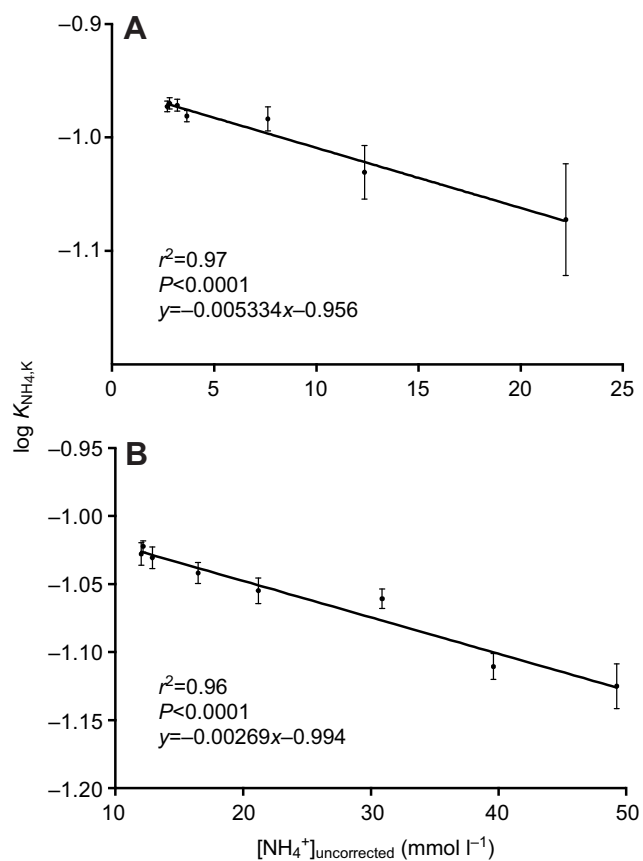 A
−0.9
−1.0
−1.1
r²=0.97
P<0.0001
y=−0.005334x−0.956
0 5 10 15 20 25
log K_NH4,K
B
−0.95
−1.00
−1.05
−1.10
−1.15
−1.20
r²=0.96
P<0.0001
y=−0.00269x−0.994
10 20 30 40 50
[NH₄⁺]uncorrected (mmol l⁻¹)